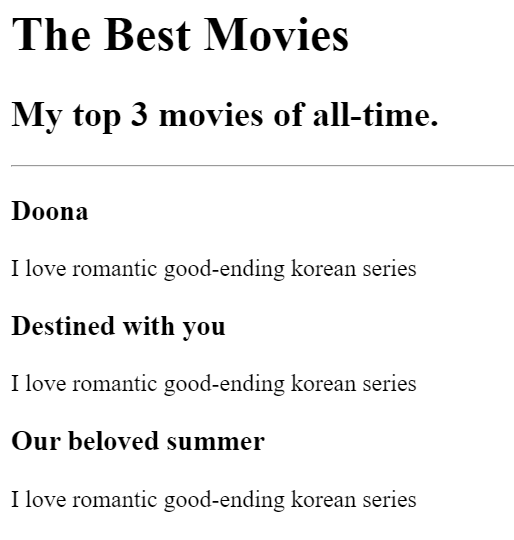 The Best Movies
My top 3 movies of all-time.
Doona
I love romantic good-ending korean series
Destined with you
I love romantic good-ending korean series
Our beloved summer
I love romantic good-ending korean series